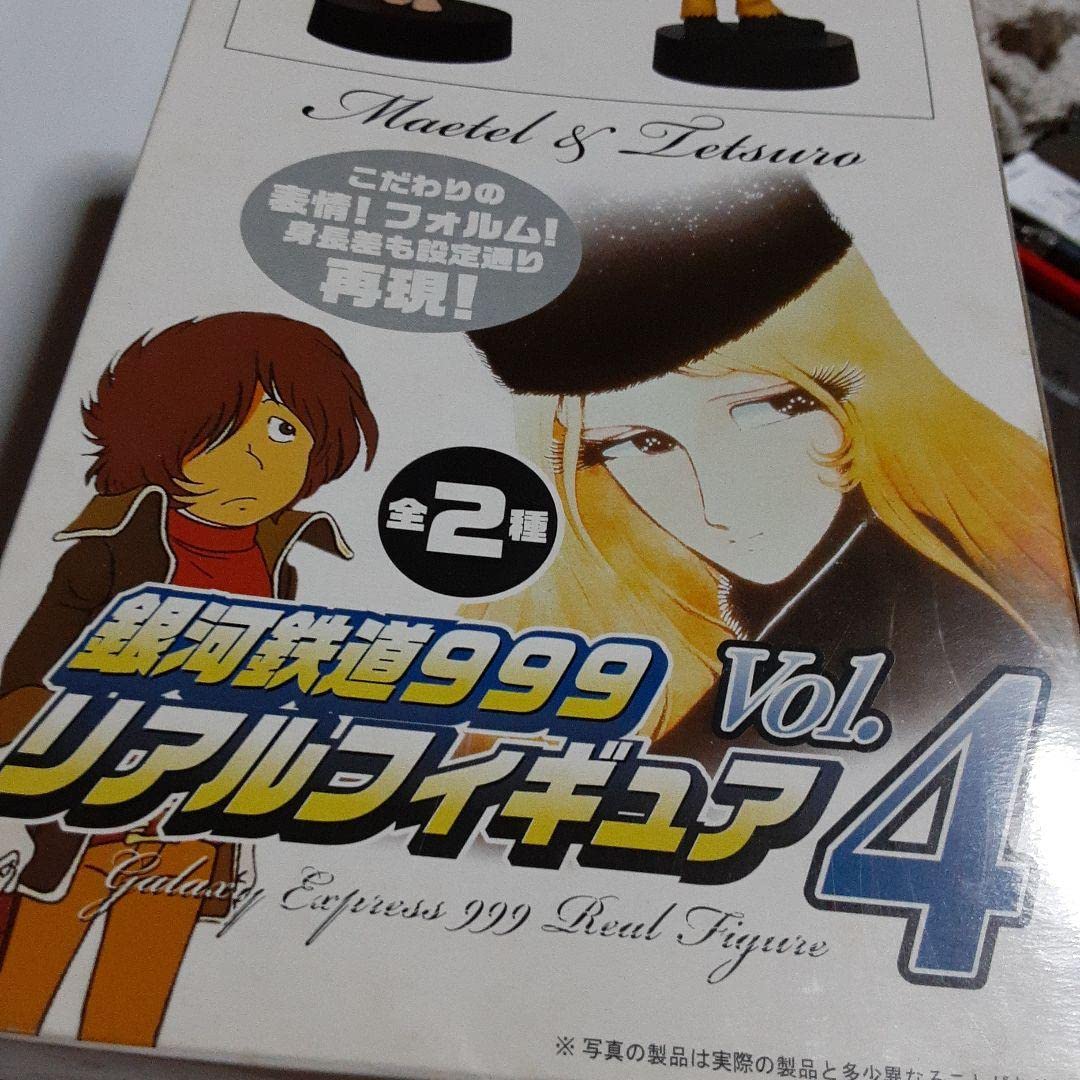 Maetel & Tetsuro
こだわりの
表情!フォルム!
身長差も設定通り
再現!
全2種
銀河鉄道999
リアルフィギュア Vol.4
Galaxy Express 999 Real Figure
※写真の製品は実際の製品と多少異なることが